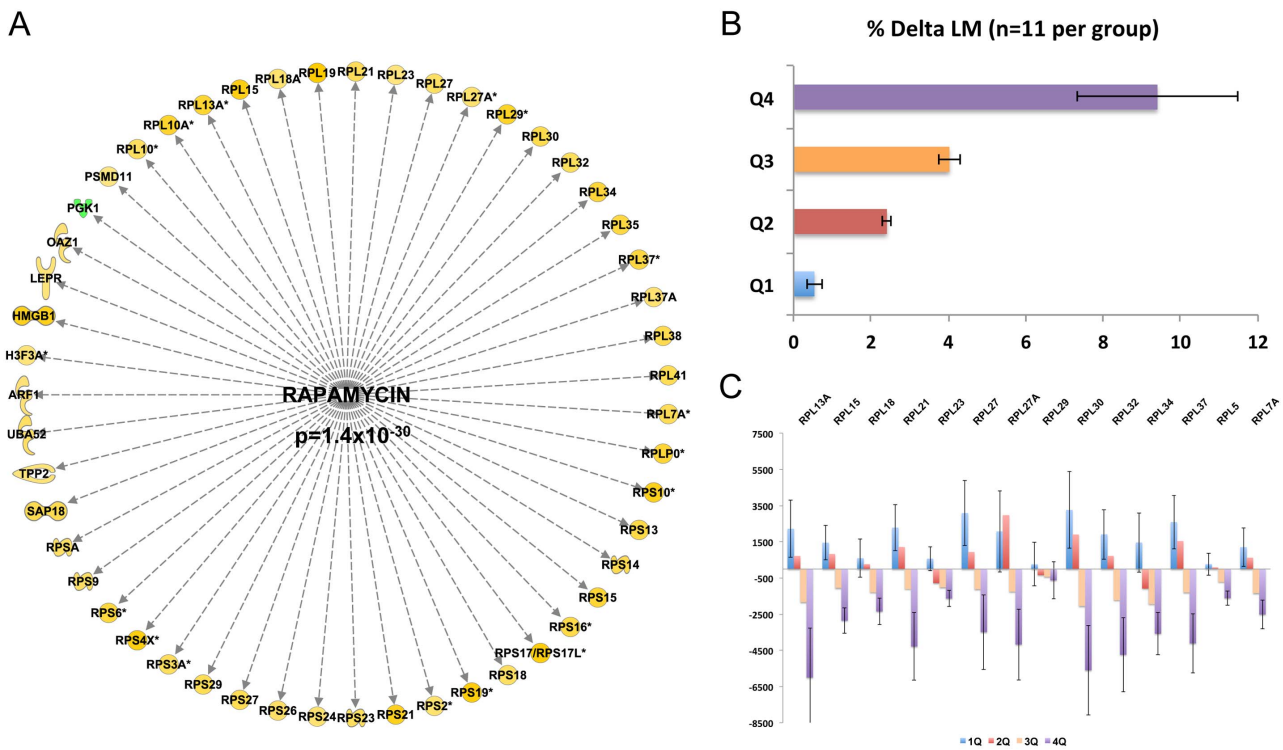 A
RPL21
RPL23
RPL27
RPL27A*
RPL29*
RPL30
RPL32
RPL34
RPL35
RPL37*
RPL37A
RPL38
RPL41
RPL7A*
RPLP0*
RPS10*
RPS13
RPS14
RPS15
RPS16*
RPS17/RPS17L*
RPS18
RPS19*
RPS2*
RPS21
RPS23
RPS24
RPS26
RPS27
RPS29
RPS3A*
RPS4X*
RPS6*
RPS9
RPSA
SAP18
TPP2
UBA52
ARF1
H3F3A*
HMGB1
LEPR
OAZ1
PGK1
PSMD11
RPL10*
RPL10A*
RPL13A*
RPL15
RPL18A
RPL19
RAPAMYCIN
p=1.4x10-30
B
% Delta LM (n=11 per group)
Q4
Q3
Q2
Q1
0 2 4 6 8 10 12
C
RPL13A RPL15 RPL18 RPL21 RPL23 RPL27 RPL27A RPL29 RPL30 RPL32 RPL34 RPL37 RPL5 RPL7A
7500
5500
3500
1500
-500
-2500
-4500
-6500
-8500
1Q 2Q 3Q 4Q